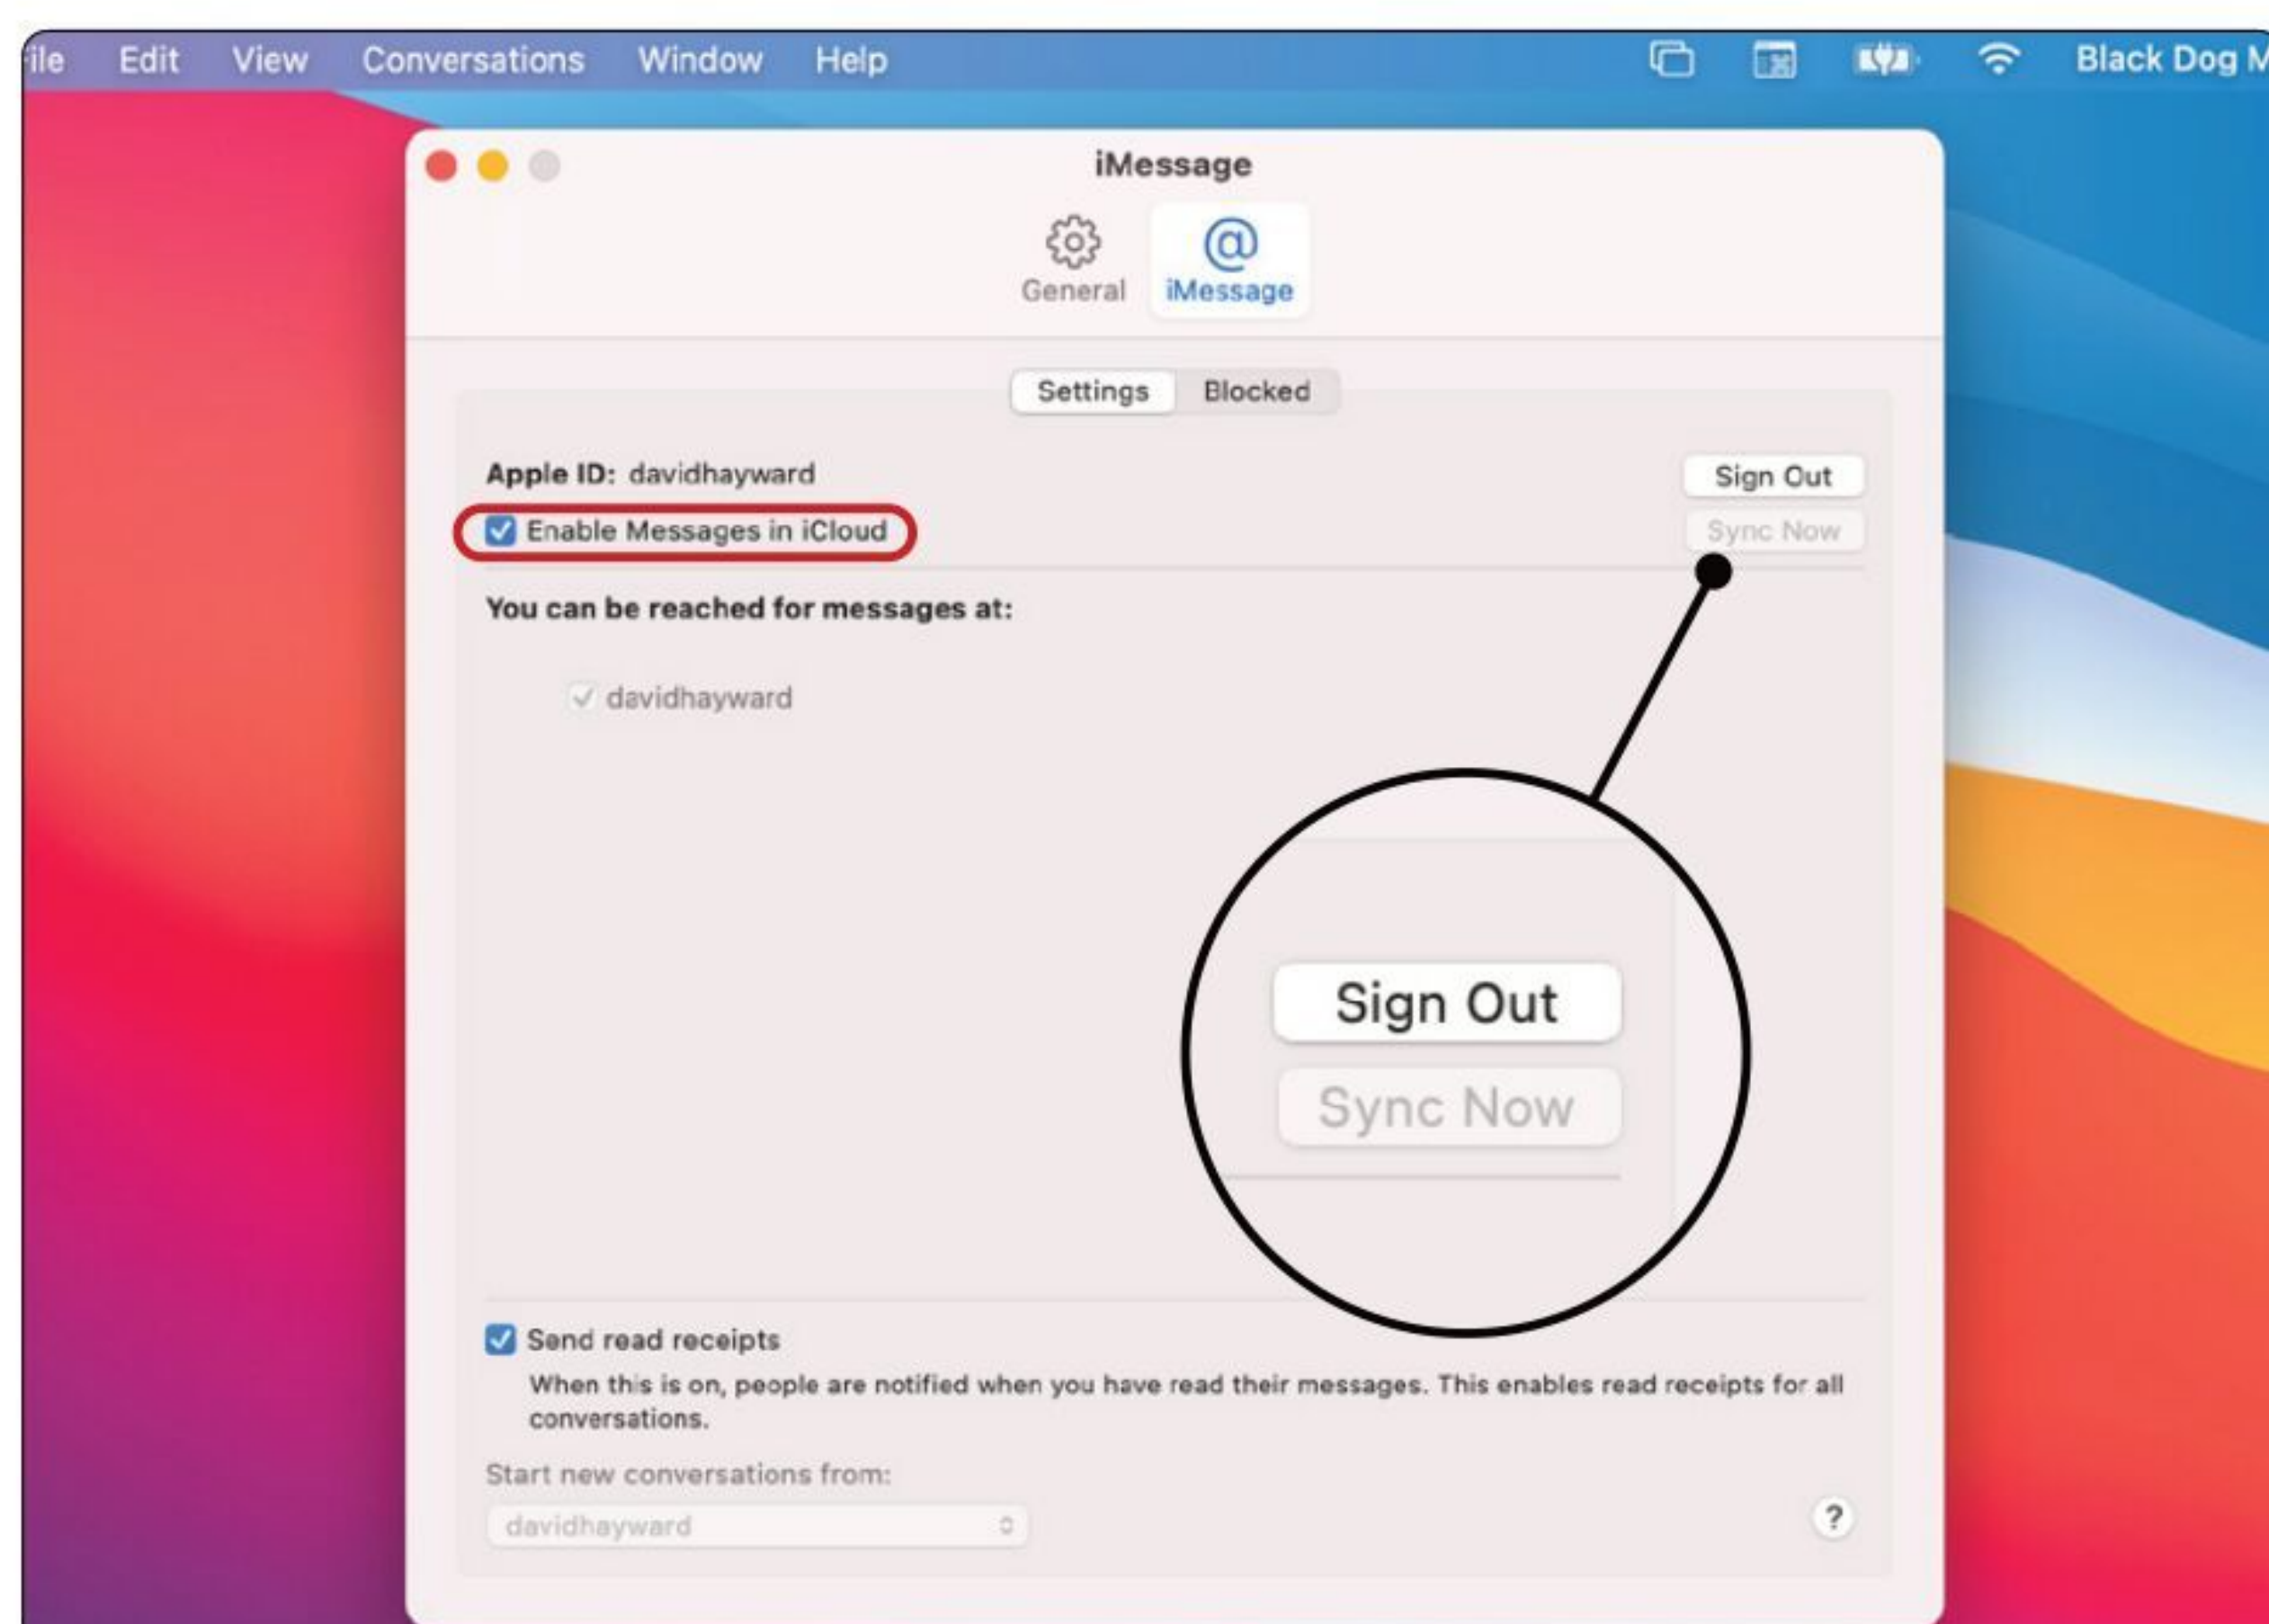 ile Edit View Conversations Window Help Black Dog M
iMessage
General iMessage
Settings Blocked
Apple ID: davidhayward Sign Out
Enable Messages in iCloud Sync Now
You can be reached for messages at:
davidhayward
Sign Out
Sync Now
Send read receipts
When this is on, people are notified when you have read their messages. This enables read receipts for all
conversations.
Start new conversations from:
davidhayward
?